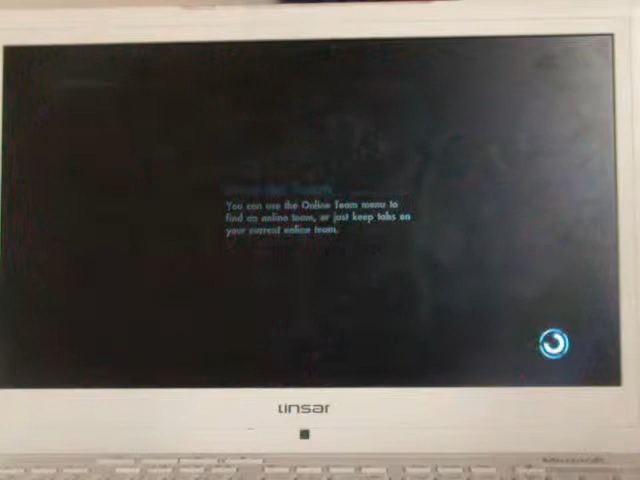 You can use the Online Team menu to
find an online team, or just keep tabs on
your current online team.
Linsar